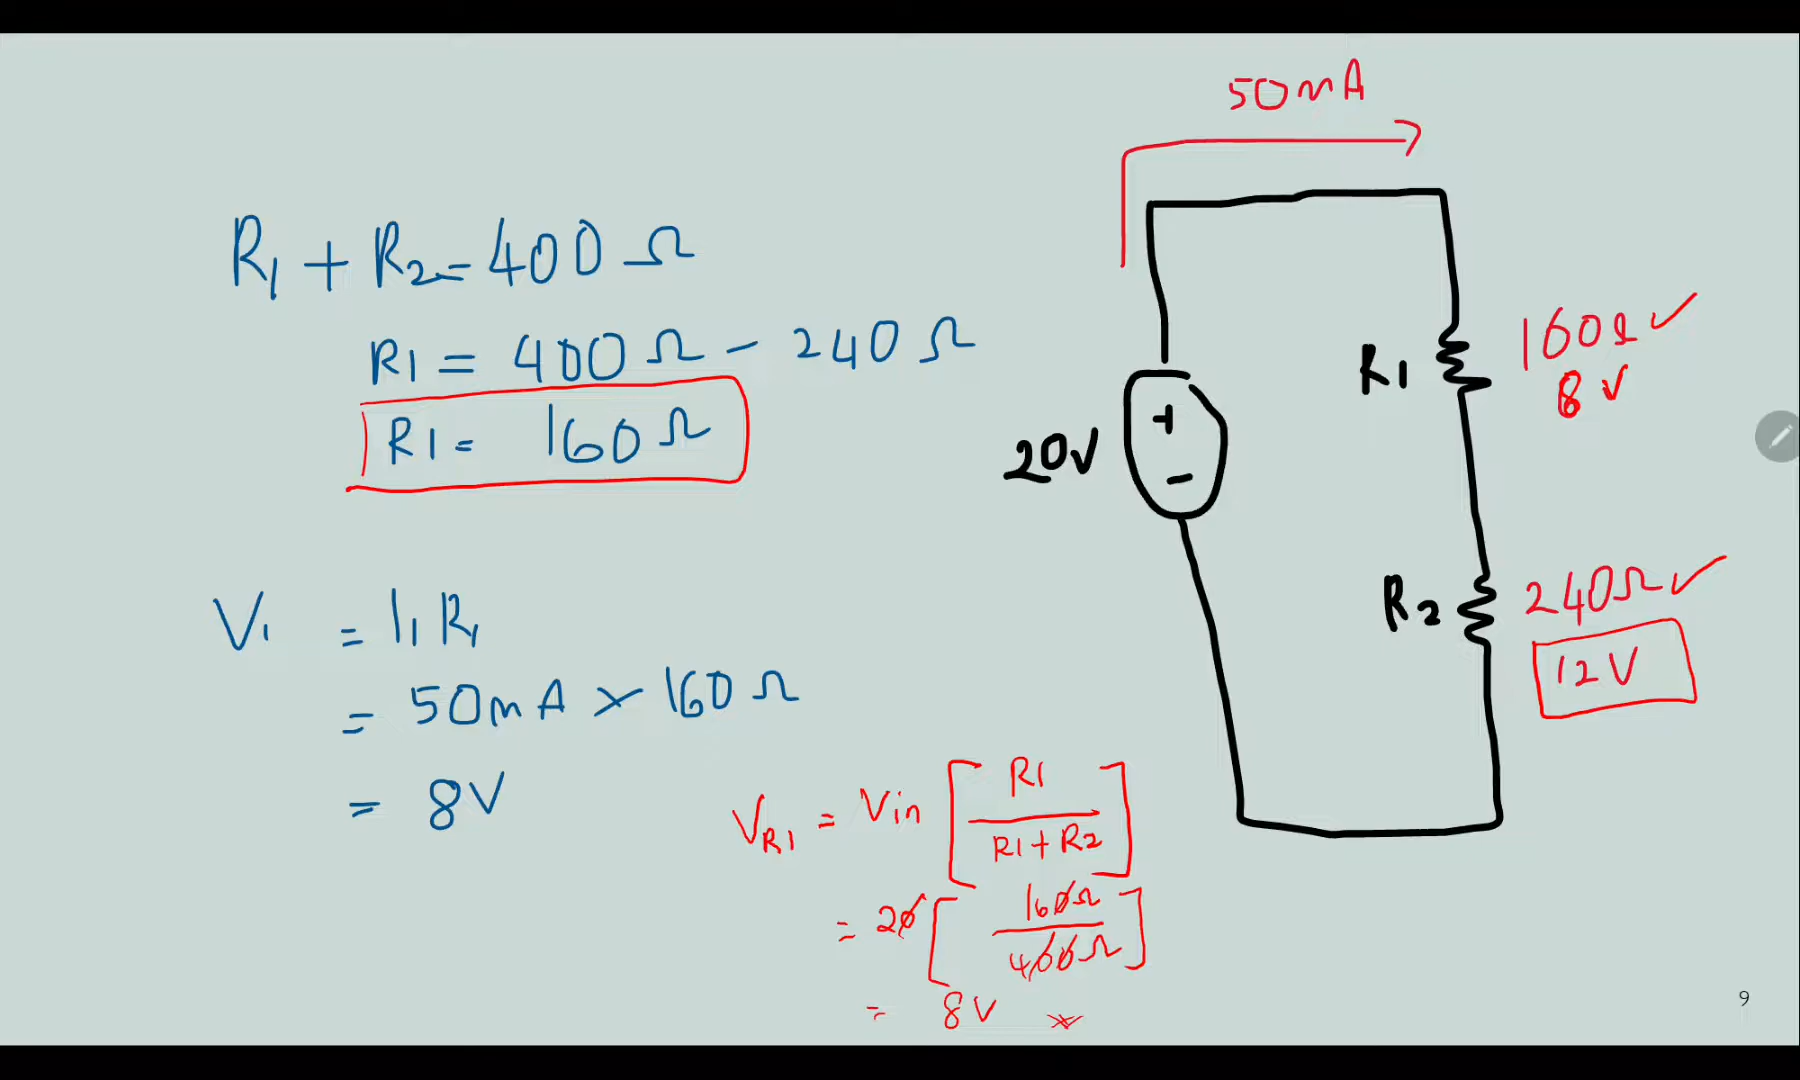 R1 + R2 = 400 Ω
R1 = 400 Ω - 240 Ω
R1 = 160 Ω
V1 = I1 R1
= 50mA × 160 Ω
= 8V
VR1 = Vin [ R1 / R1 + R2 ]
= 20 [ 160Ω / 400Ω ]
= 8V
50mA
20V
+
-
R1
160Ω ✓
8V
R2
240Ω ✓
12V
9